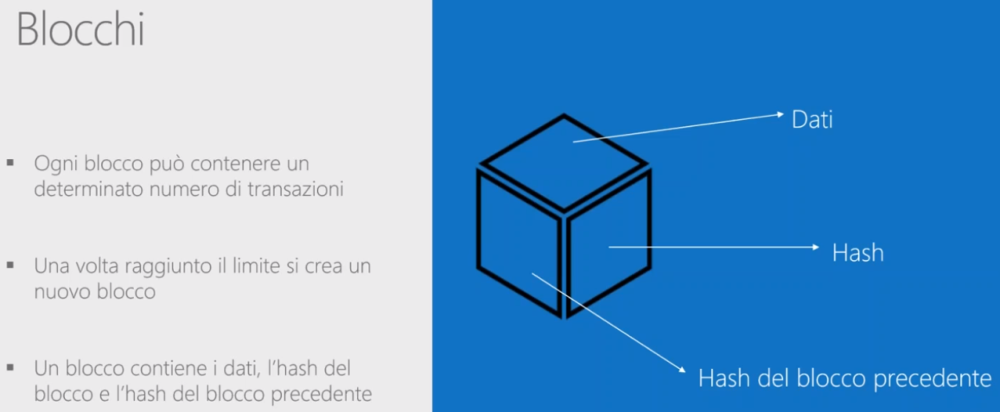 Blocchi
Ogni blocco può contenere un
determinato numero di transazioni
Una volta raggiunto il limite si crea un
nuovo blocco
Un blocco contiene i dati, l'hash del
blocco e l'hash del blocco precedente
Dati
Hash
Hash del blocco precedente